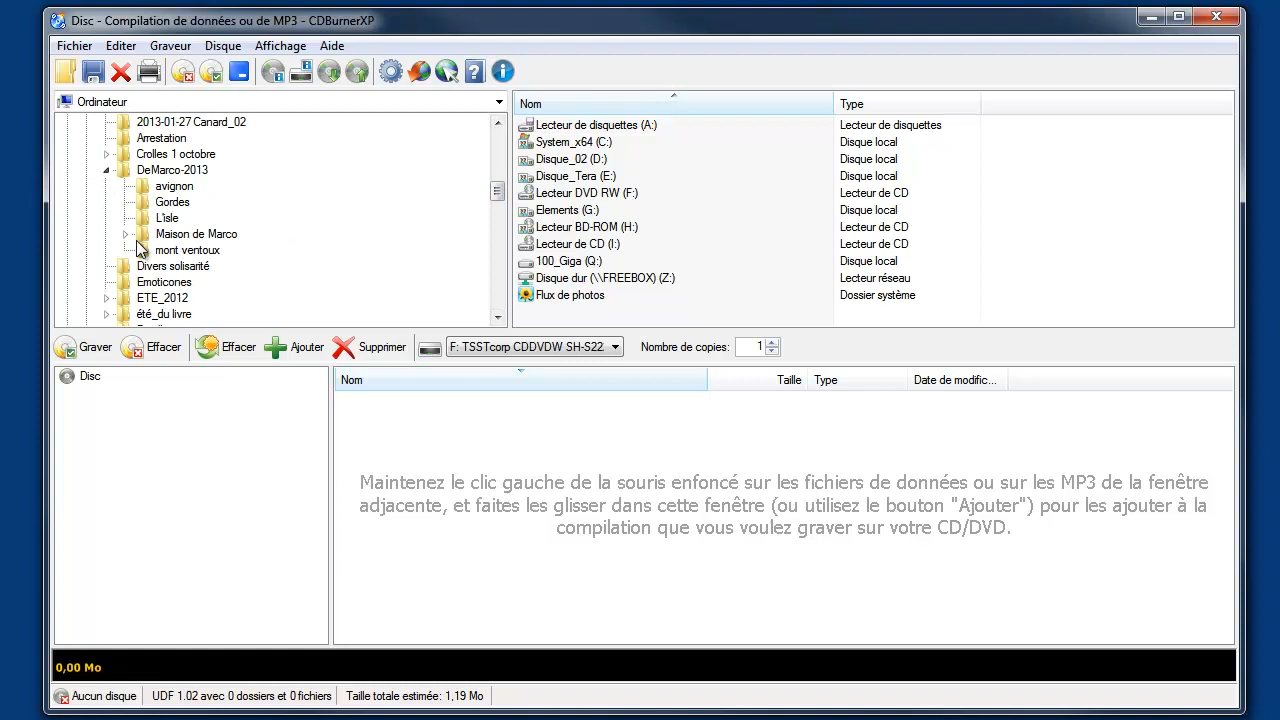 Disc - Compilation de données ou de MP3 - CDBurnerXP
Fichier Editer Graveur Disque Affichage Aide
Ordinateur
2013-01-27 Canard_02
Arrestation
Crolles 1 octobre
DeMarco-2013
avignon
Gordes
L'isle
Maison de Marco
mont ventoux
Divers solisarité
Emoticones
ETE_2012
été_du livre
Nom Type
Lecteur de disquettes (A:) Lecteur de disquettes
System_x64 (C:) Disque local
Disque_02 (D:) Disque local
Disque_Tera (E:) Disque local
Lecteur DVD RW (F:) Lecteur de CD
Elements (G:) Disque local
Lecteur BD-ROM (H:) Lecteur de CD
Lecteur de CD (I:) Lecteur de CD
100_Giga (Q:) Disque local
Disque dur (\\FREEBOX) (Z:) Lecteur réseau
Flux de photos Dossier système
Graver Effacer Effacer Ajouter Supprimer F: TSSTcorp CDDVDW SH-S22 Nombre de copies: 1
Disc
Nom Taille Type Date de modific...
Maintenez le clic gauche de la souris enfoncé sur les fichiers de données ou sur les MP3 de la fenêtre
adjacente, et faites les glisser dans cette fenêtre (ou utilisez le bouton "Ajouter") pour les ajouter à la
compilation que vous voulez graver sur votre CD/DVD.
0,00 Mo
Aucun disque UDF 1.02 avec 0 dossiers et 0 fichiers Taille totale estimée: 1,19 Mo